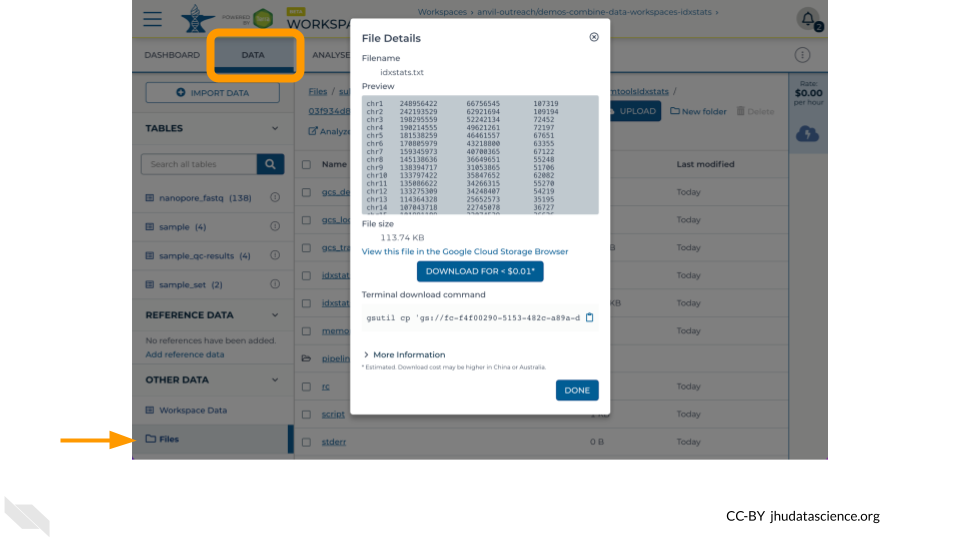 POWERED BY
BETA
WORKSPA
Workspaces › anvil-outreach/demos-combine-data-workspaces-idxstats ›
2
DASHBOARD
DATA
ANALYSE
Rate:
$0.00
per hour
IMPORT DATA
TABLES
Search all tables
nanopore_fastq (138)
sample (4)
sample_qc-results (4)
sample_set (2)
REFERENCE DATA
No references have been added.
Add reference data
OTHER DATA
Workspace Data
Files
Files / su
mtoolsIdxstats /
03f934d8
UPLOAD
New folder
Delete
Analyze
Name
Last modified
gcs_de
Today
gcs_lo
Today
gcs_tra
B
Today
idxstat
Today
idxstat
KB
Today
memo
Today
pipelin
rc
Today
script
Today
stderr
0 B
Today
File Details
Filename
idxstats.txt
Preview
chr1 248956422 66756545 107319
chr2 242193529 62921694 109194
chr3 198295559 52242134 72452
chr4 190214555 49621261 72197
chr5 181538259 46461557 67651
chr6 170805979 43218800 63355
chr7 159345973 40700365 67122
chr8 145138636 36649651 55248
chr9 138394717 31053865 51706
chr10 133797422 35847652 62082
chr11 135086622 34266315 55270
chr12 133275309 34248407 54219
chr13 114364328 25652573 35195
chr14 107043718 22745078 36727
File size
113.74 KB
View this file in the Google Cloud Storage Browser
DOWNLOAD FOR < $0.01*
Terminal download command
gsutil cp 'gs://fc-f4f00290-5153-482c-a89a-d
More Information
* Estimated. Download cost may be higher in China or Australia.
DONE
CC-BY jhudatascience.org